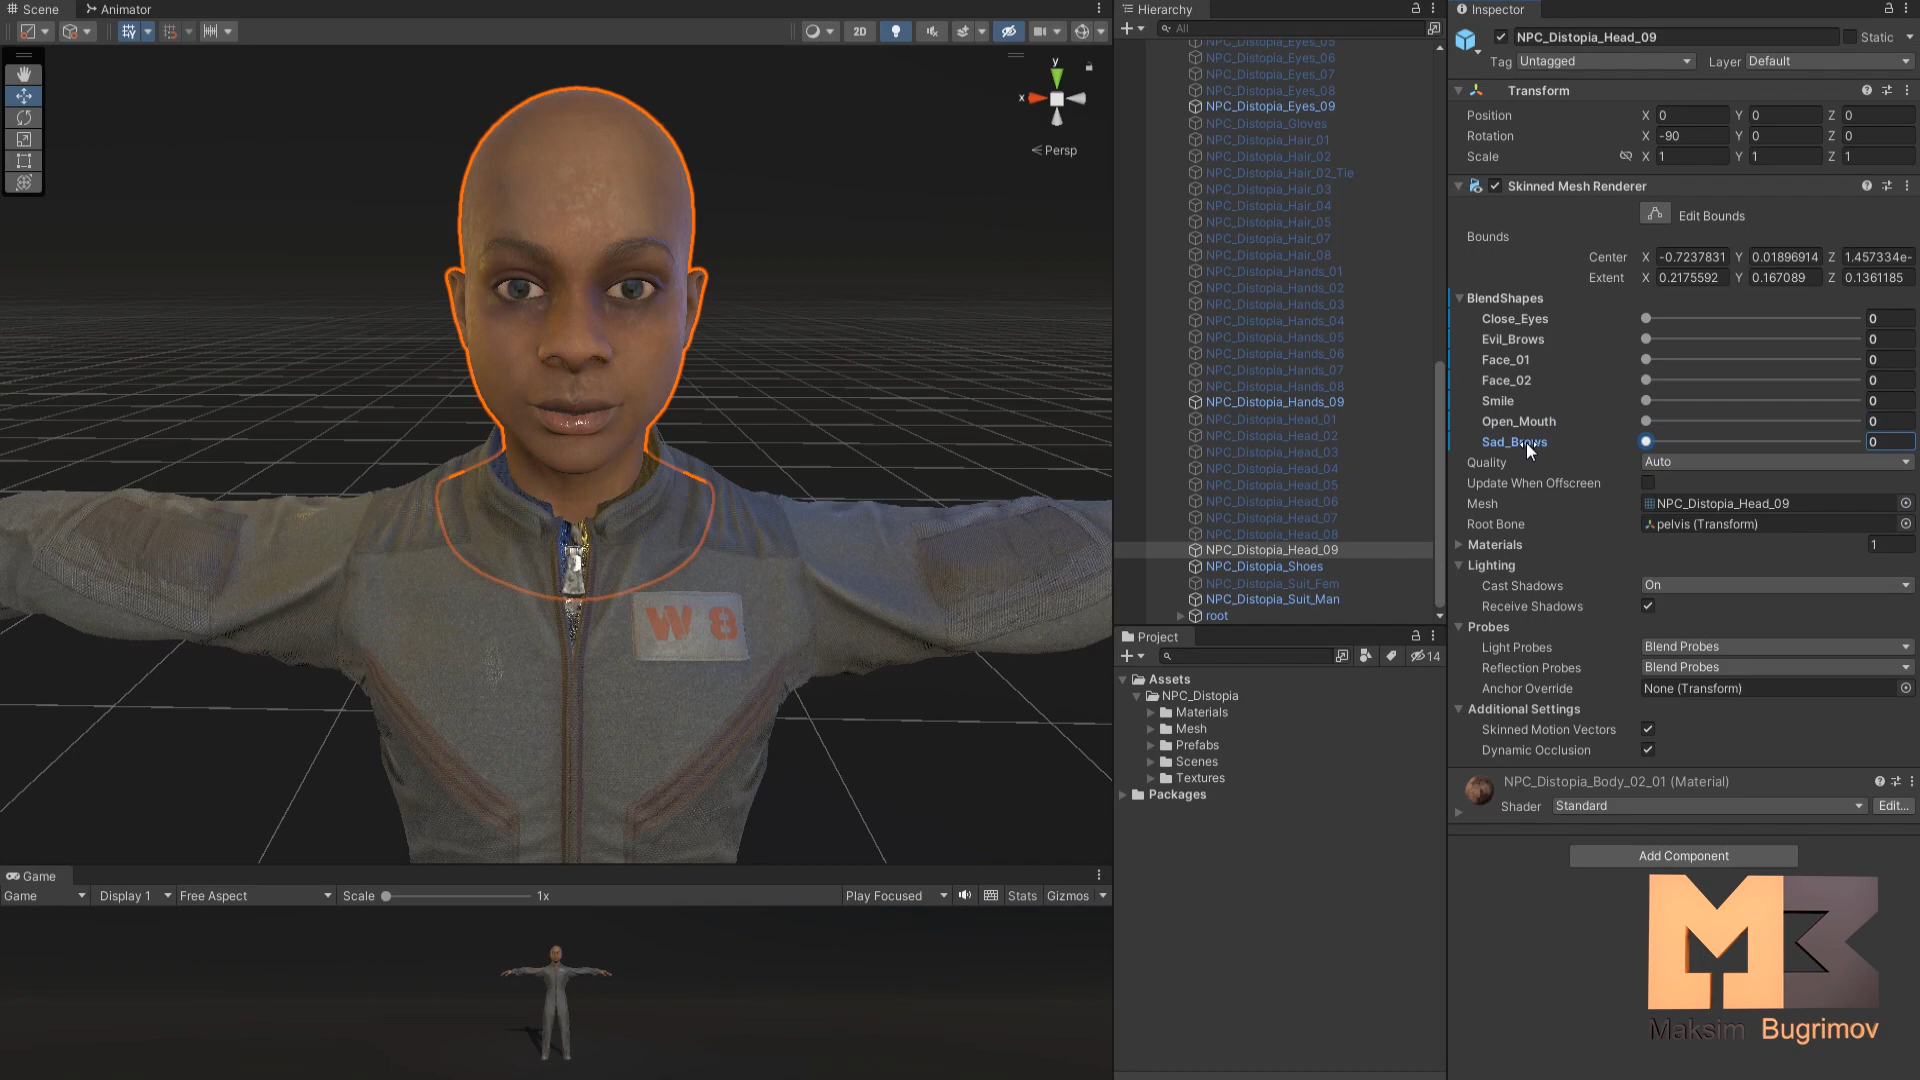 Scene
Animator
2D
y
x
Persp
W 8
Game
Game
Display 1
Free Aspect
Scale
1x
Play Focused
Stats
Gizmos
Hierarchy
All
NPC_Distopia_Eyes_05
NPC_Distopia_Eyes_06
NPC_Distopia_Eyes_07
NPC_Distopia_Eyes_08
NPC_Distopia_Eyes_09
NPC_Distopia_Gloves
NPC_Distopia_Hair_01
NPC_Distopia_Hair_02
NPC_Distopia_Hair_02_Tie
NPC_Distopia_Hair_03
NPC_Distopia_Hair_04
NPC_Distopia_Hair_05
NPC_Distopia_Hair_07
NPC_Distopia_Hair_08
NPC_Distopia_Hands_01
NPC_Distopia_Hands_02
NPC_Distopia_Hands_03
NPC_Distopia_Hands_04
NPC_Distopia_Hands_05
NPC_Distopia_Hands_06
NPC_Distopia_Hands_07
NPC_Distopia_Hands_08
NPC_Distopia_Hands_09
NPC_Distopia_Head_01
NPC_Distopia_Head_02
NPC_Distopia_Head_03
NPC_Distopia_Head_04
NPC_Distopia_Head_05
NPC_Distopia_Head_06
NPC_Distopia_Head_07
NPC_Distopia_Head_08
NPC_Distopia_Head_09
NPC_Distopia_Shoes
NPC_Distopia_Suit_Fem
NPC_Distopia_Suit_Man
root
Project
14
Assets
NPC_Distopia
Materials
Mesh
Prefabs
Scenes
Textures
Packages
Inspector
NPC_Distopia_Head_09 Static
Tag Untagged Layer Default
Transform
Position X 0 Y 0 Z 0
Rotation X -90 Y 0 Z 0
Scale X 1 Y 1 Z 1
Skinned Mesh Renderer
Edit Bounds
Bounds
Center X -0.7237831 Y 0.01896914 Z 1.457334e-
Extent X 0.2175592 Y 0.167089 Z 0.1361185
BlendShapes
Close_Eyes 0
Evil_Brows 0
Face_01 0
Face_02 0
Smile 0
Open_Mouth 0
Sad_Brows 0
Quality Auto
Update When Offscreen
Mesh NPC_Distopia_Head_09
Root Bone pelvis (Transform)
Materials 1
Lighting
Cast Shadows On
Receive Shadows
Probes
Light Probes Blend Probes
Reflection Probes Blend Probes
Anchor Override None (Transform)
Additional Settings
Skinned Motion Vectors
Dynamic Occlusion
NPC_Distopia_Body_02_01 (Material)
Shader Standard Edit...
Add Component
Maksim Bugrimov